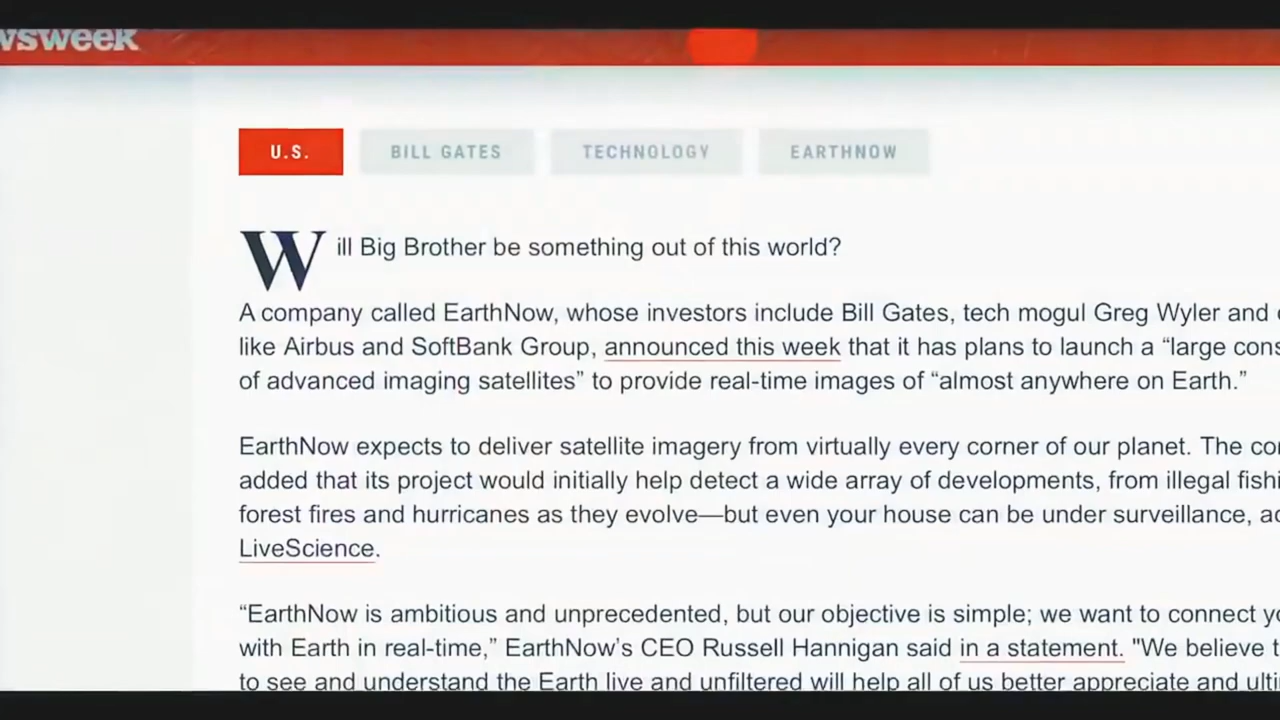 wsweek
U.S.
BILL GATES
TECHNOLOGY
EARTHNOW
Will Big Brother be something out of this world?
A company called EarthNow, whose investors include Bill Gates, tech mogul Greg Wyler and
like Airbus and SoftBank Group, announced this week that it has plans to launch a “large cons
of advanced imaging satellites” to provide real-time images of “almost anywhere on Earth.”
EarthNow expects to deliver satellite imagery from virtually every corner of our planet. The co
added that its project would initially help detect a wide array of developments, from illegal fishi
forest fires and hurricanes as they evolve—but even your house can be under surveillance, ac
LiveScience.
“EarthNow is ambitious and unprecedented, but our objective is simple; we want to connect yo
with Earth in real-time,” EarthNow’s CEO Russell Hannigan said in a statement. "We believe t
to see and understand the Earth live and unfiltered will help all of us better appreciate and ulti